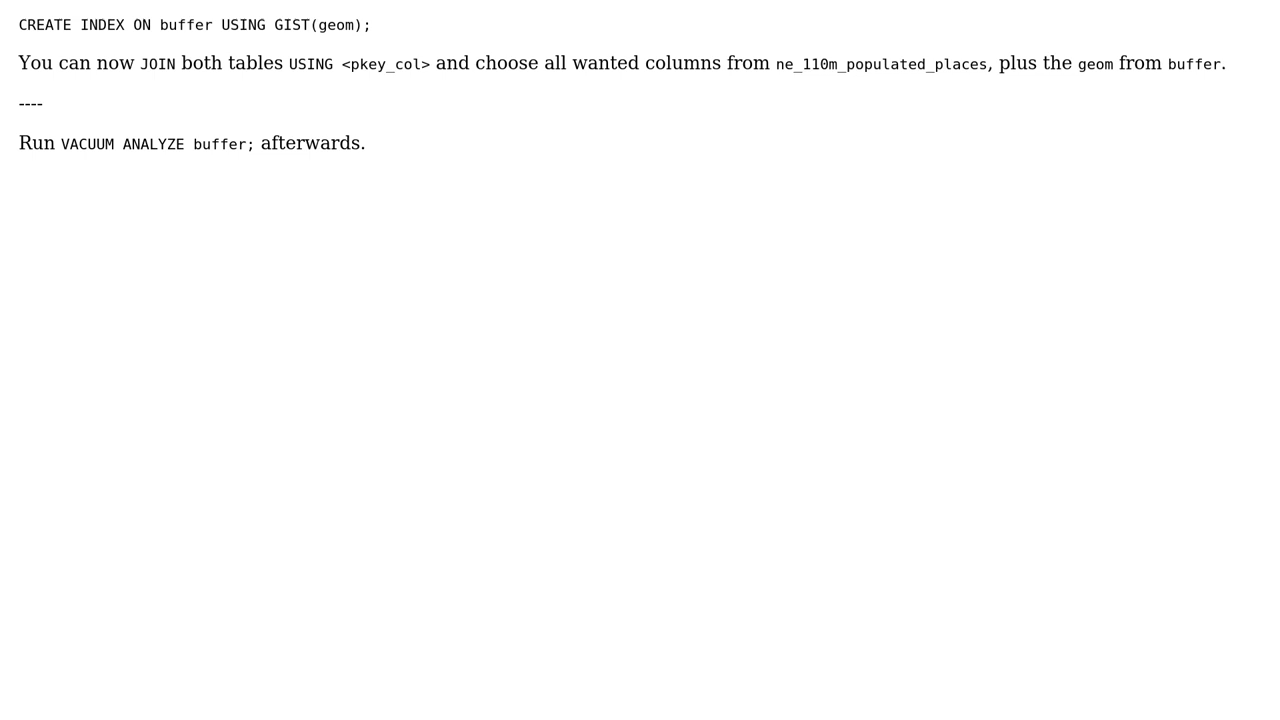 CREATE INDEX ON buffer USING GIST(geom);
You can now JOIN both tables USING <pkey_col> and choose all wanted columns from ne_110m_populated_places, plus the geom from buffer.
----
Run VACUUM ANALYZE buffer; afterwards.